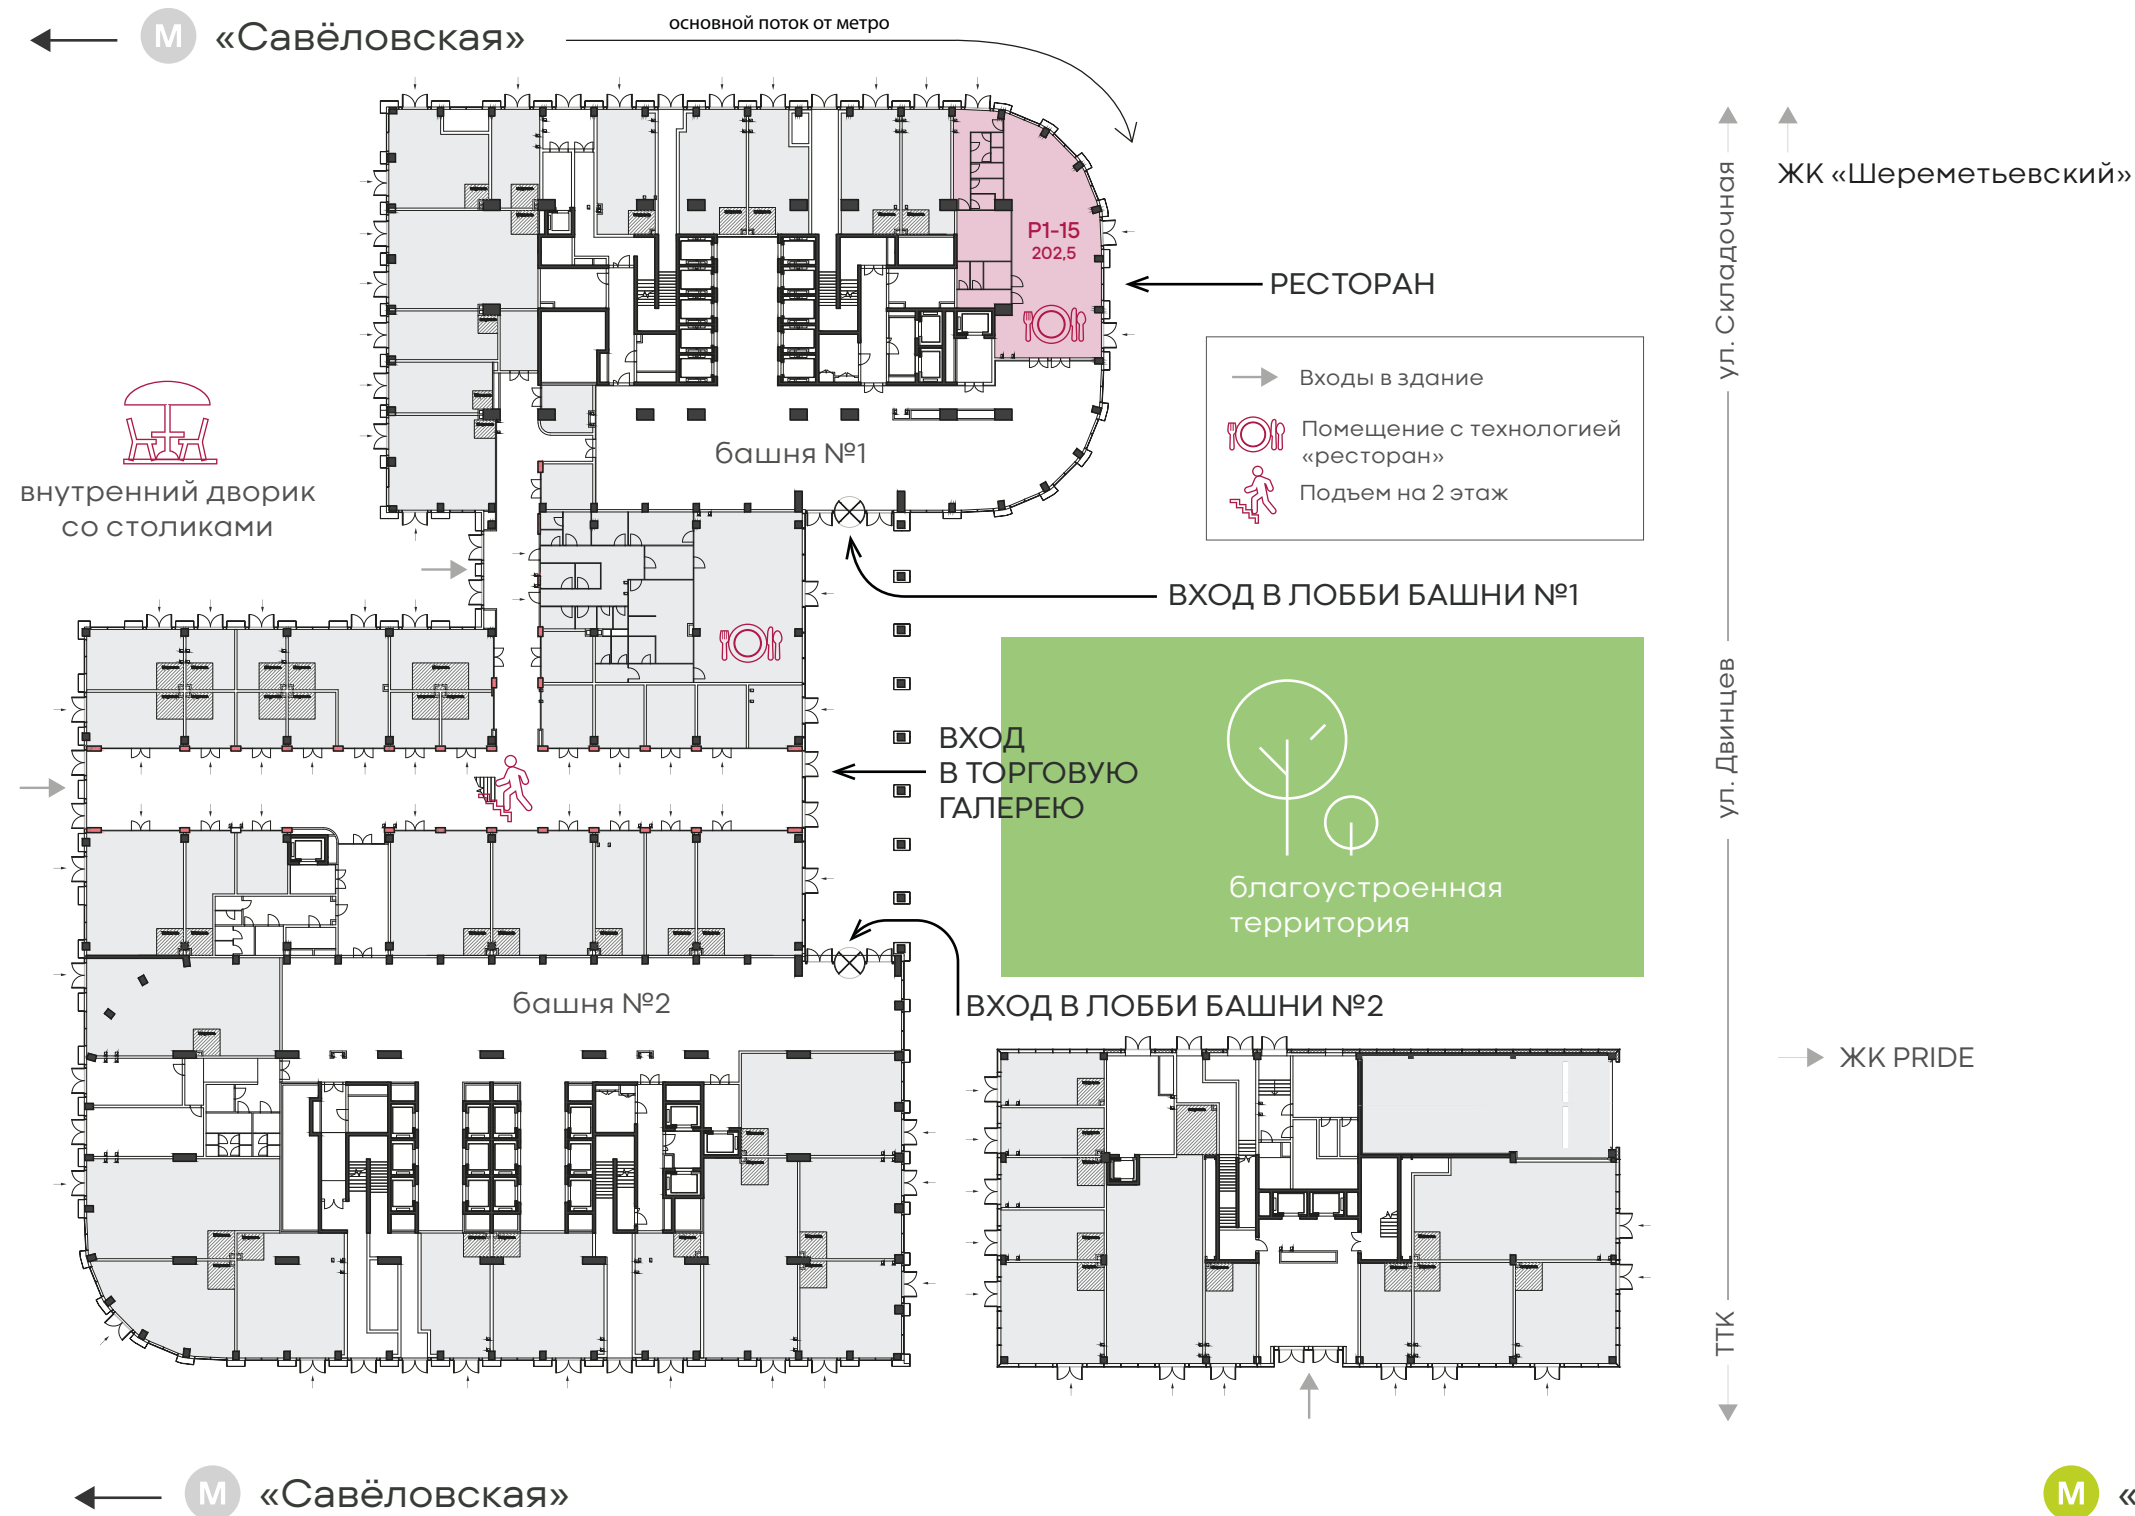 М «Савёловская»
основной поток от метро
ул. Складочная
ЖК «Шереметьевский»
Р1-15
202,5
РЕСТОРАН
Входы в здание
Помещение с технологией
«ресторан»
Подъем на 2 этаж
башня №1
внутренний дворик
со столиками
ВХОД В ЛОББИ БАШНИ №1
ул. Двинцев
ВХОД
В ТОРГОВУЮ
ГАЛЕРЕЮ
благоустроенная
территория
башня №2
ВХОД В ЛОББИ БАШНИ №2
ЖК PRIDE
ТТК
М «Савёловская»
М «